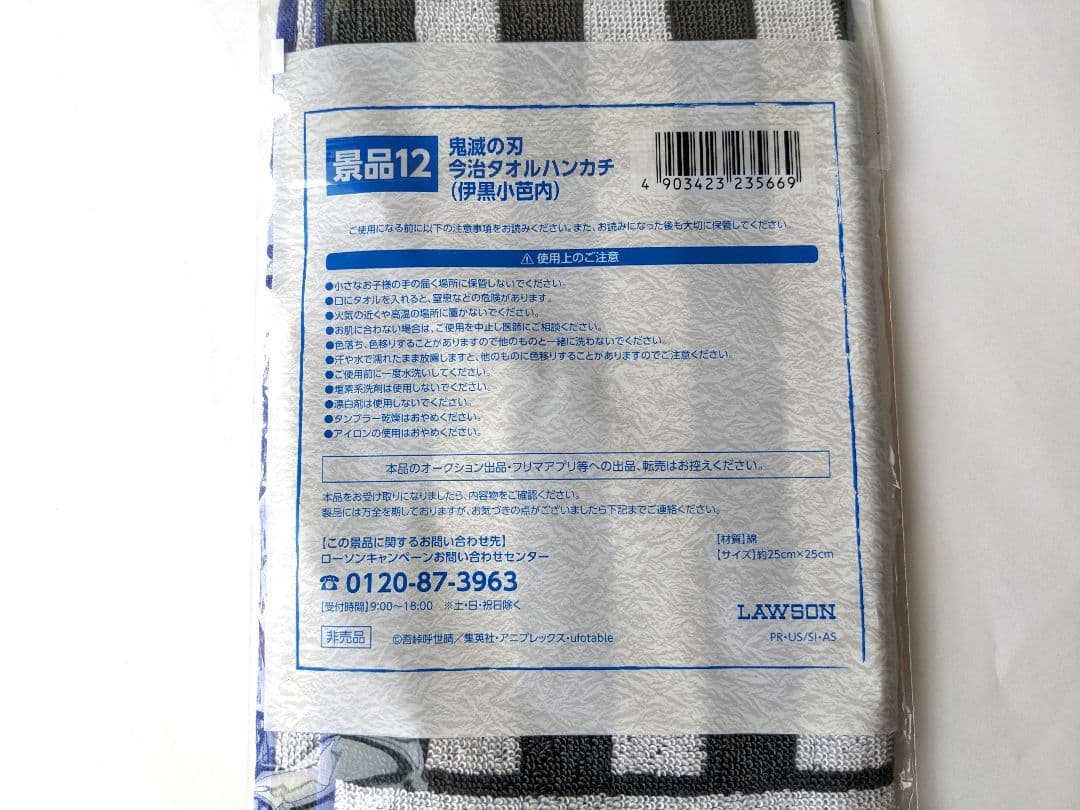 景品12
鬼滅の刃
今治タオルハンカチ
(伊黒小芭内)
4 903423 235669
ご使用になる前に以下の注意事項をお読みください。また、お読みになった後も大切に保管してください。
⚠使用上のご注意
●小さなお子様の手の届く場所に保管しないでください。
●口にタオルを入れると、窒息などの危険があります。
●火気の近くや高温の場所に置かないでください。
●お肌に合わない場合は、ご使用を中止し医師にご相談ください。
●色落ち、色移りすることがありますので他のものと一緒に洗わないでください。
●汗や水で濡れたまま放置しますと、他のものに色移りすることがありますのでご注意ください。
●ご使用前に一度水洗いしてください。
●塩素系洗剤は使用しないでください。
●漂白剤は使用しないでください。
●タンブラー乾燥はおやめください。
●アイロンの使用はおやめください。
本品のオークション出品・フリマアプリ等への出品、転売はお控えください。
本品をお受け取りになりましたら、内容物をご確認ください。
製品には万全を期しておりますが、お気づきの点がございましたら下記までご連絡ください。
【この景品に関するお問い合わせ先】
ローソンキャンペーンお問い合わせセンター
☎0120-87-3963
【受付時間】9:00〜18:00 ※土・日・祝日除く
【材質】綿
【サイズ】約25cm×25cm
非売品
©吾峠呼世晴/集英社・アニプレックス・ufotable
LAWSON
PR・US/SI・AS